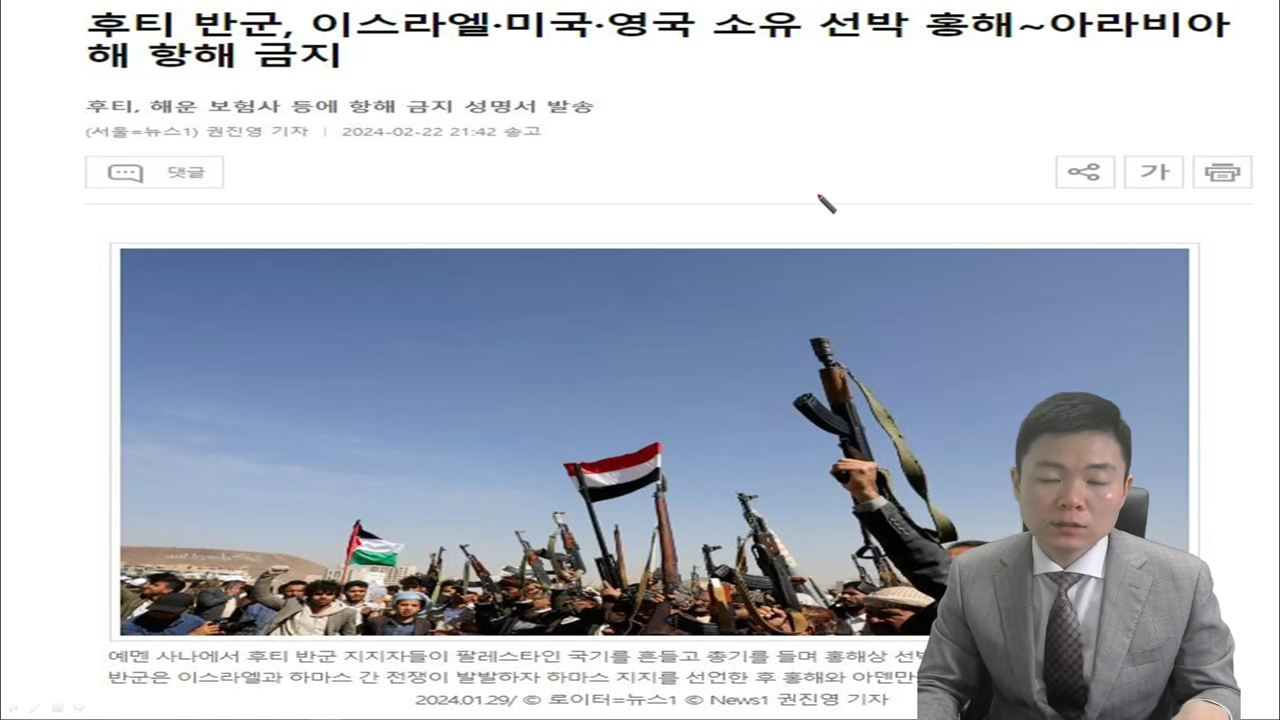 후티 반군, 이스라엘·미국·영국 소유 선박 홍해~아라비아
해 항해 금지
후티, 해운 보험사 등에 항해 금지 성명서 발송
(서울=뉴스1) 권진영 기자 | 2024-02-22 21:42 송고
댓글
가
예멘 사나에서 후티 반군 지지자들이 팔레스타인 국기를 흔들고 총기를 들며 홍해상
반군은 이스라엘과 하마스 간 전쟁이 발발하자 하마스 지지를 선언한 후 홍해와
2024.01.29/ © 로이터=뉴스1 © News1 권진영 기자